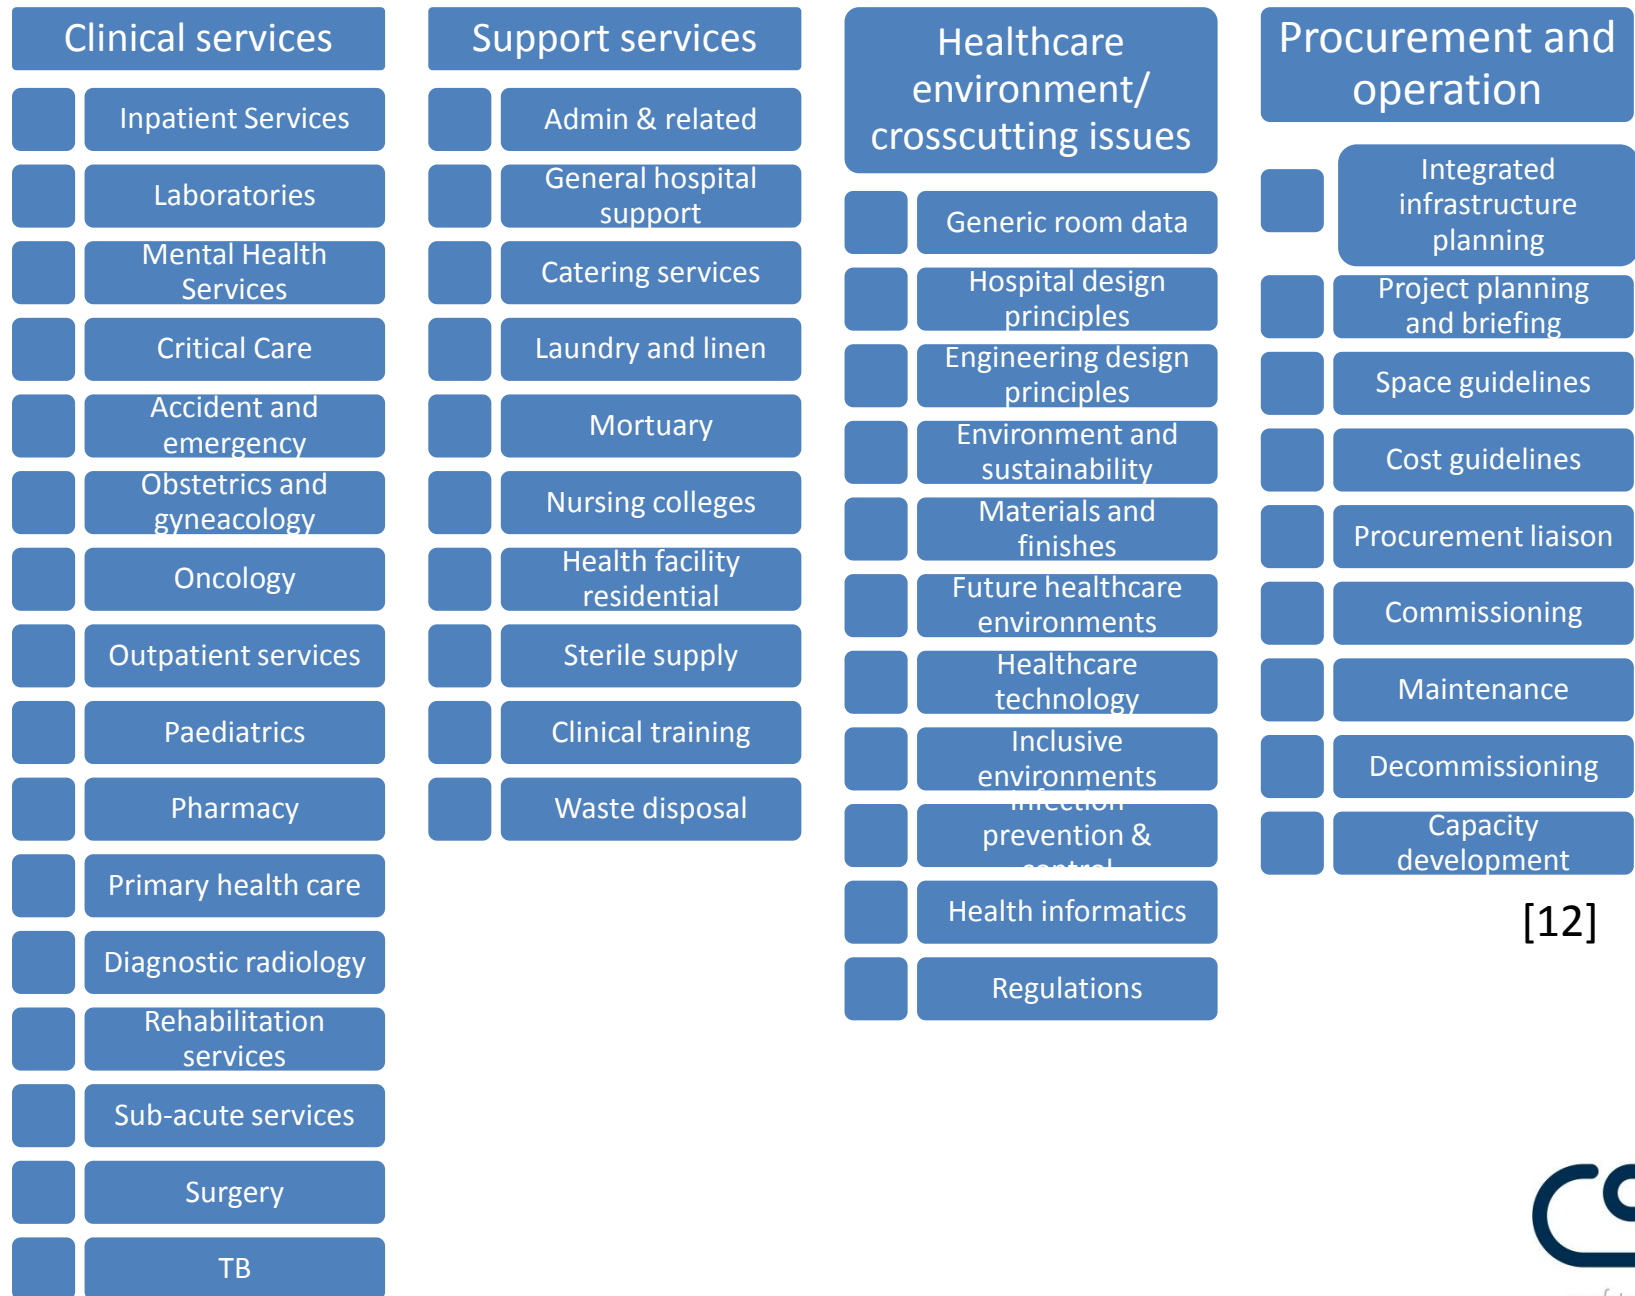 Clinical services
Inpatient Services
Laboratories
Mental Health
Services
Critical Care
Accident and
emergency
Obstetrics and
gyneacology
Oncology
Outpatient services
Paediatrics
Pharmacy
Primary health care
Diagnostic radiology
Rehabilitation
services
Sub-acute services
Surgery
TB
Support services
Admin & related
General hospital
support
Catering services
Laundry and linen
Mortuary
Nursing colleges
Health facility
residential
Sterile supply
Clinical training
Waste disposal
Healthcare
environment/
crosscutting issues
Generic room data
Hospital design
principles
Engineering design
principles
Environment and
sustainability
Materials and
finishes
Future healthcare
environments
Healthcare
technology
Inclusive
environments
Infection
prevention &
control
Health informatics
Regulations
Procurement and
operation
Integrated
infrastructure
planning
Project planning
and briefing
Space guidelines
Cost guidelines
Procurement liaison
Commissioning
Maintenance
Decommissioning
Capacity
development
[12]